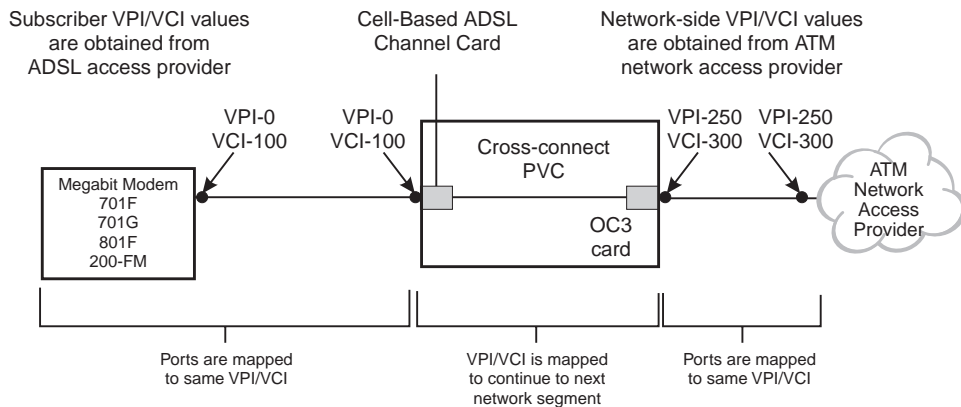 Subscriber VPI/VCI values
are obtained from
ADSL access provider
Cell-Based ADSL
Channel Card
Network-side VPI/VCI values
are obtained from ATM
network access provider
VPI-0
VCI-100
VPI-0
VCI-100
VPI-250
VCI-300
VPI-250
VCI-300
Megabit Modem
701F
701G
801F
200-FM
Cross-connect
PVC
OC3
card
ATM
Network
Access
Provider
Ports are mapped
to same VPI/VCI
VPI/VCI is mapped
to continue to next
network segment
Ports are mapped
to same VPI/VCI